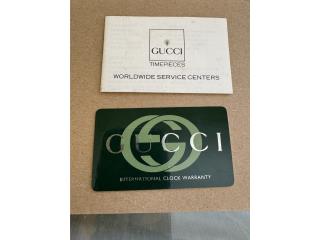 GUCCI
TIMEPIECES
WORLDWIDE SERVICE CENTERS
GUCCI
INTERNATIONAL CLOCK WARRANTY